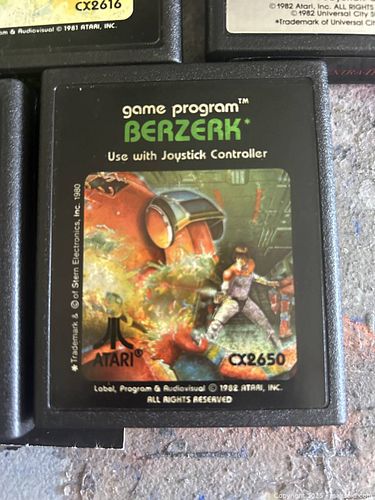 m & Audiovisual © 1981 ATARI, INC.
CX2616
©1982 Atari, Inc. ALL RIGHTS
© 1982 Universal City S
*Trademark of Universal Cit
game program™
BERZERK*
Use with Joystick Controller
*Trademark & © of Stern Electronics, Inc. 1980
ATARI®
CX2650
Label, Program & Audiovisual © 1982 ATARI, INC.
ALL RIGHTS RESERVED